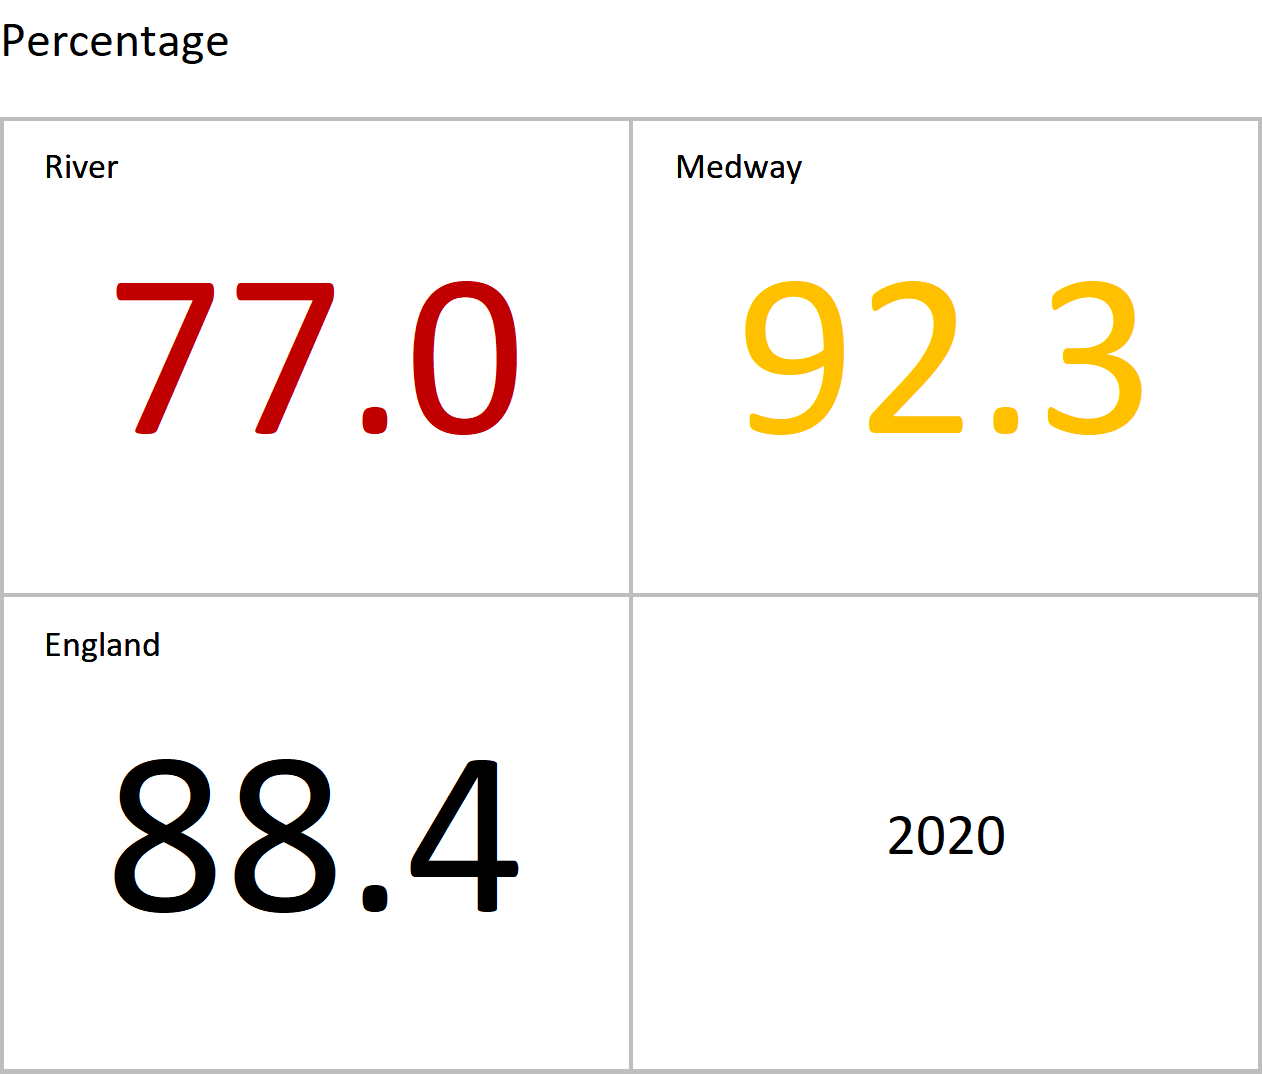 Percentage
River
77.0
Medway
92.3
England
88.4
2020